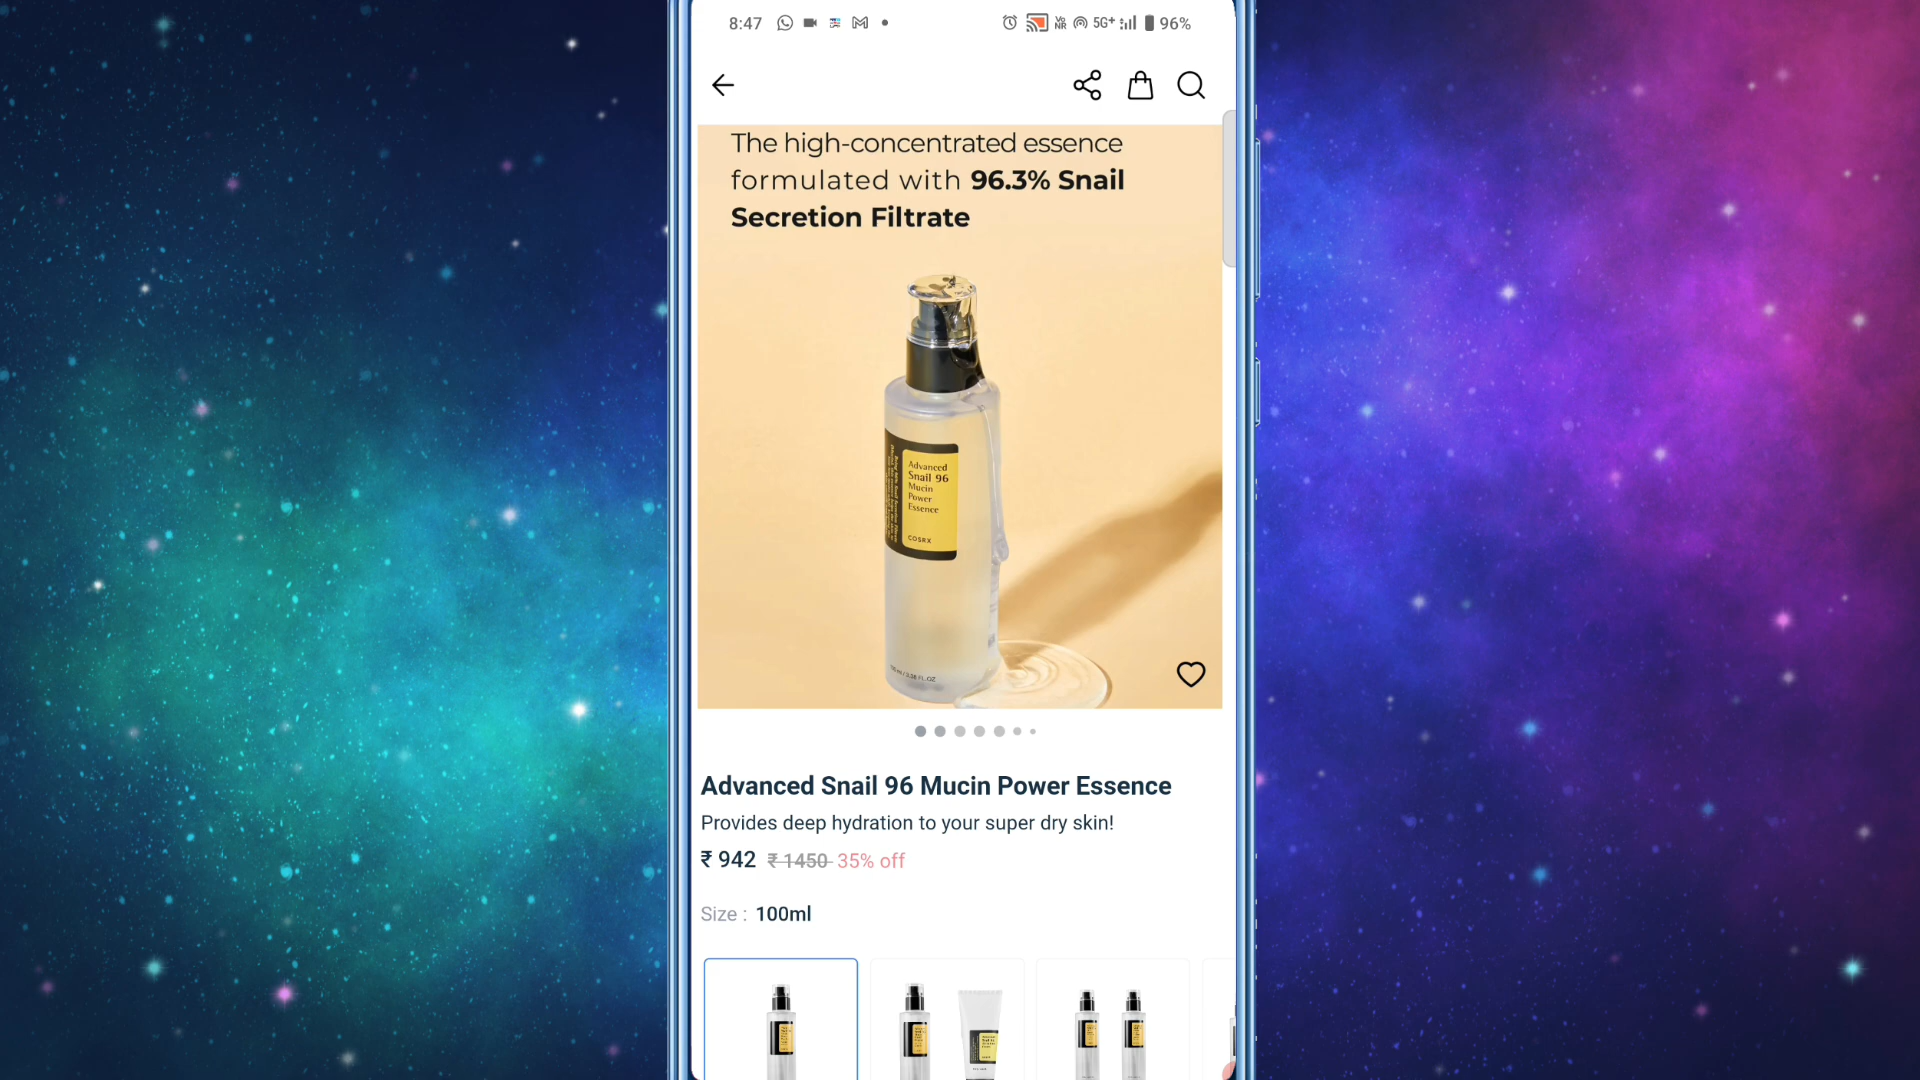 8:47
Vo
NR
5G+
96%
The high-concentrated essence
formulated with 96.3% Snail
Secretion Filtrate
Advanced
Snail 96
Mucin
Power
Essence
COSRX
Advanced Snail 96 Mucin Power Essence
Provides deep hydration to your super dry skin!
₹ 942 ₹ 1450 35% off
Size : 100ml